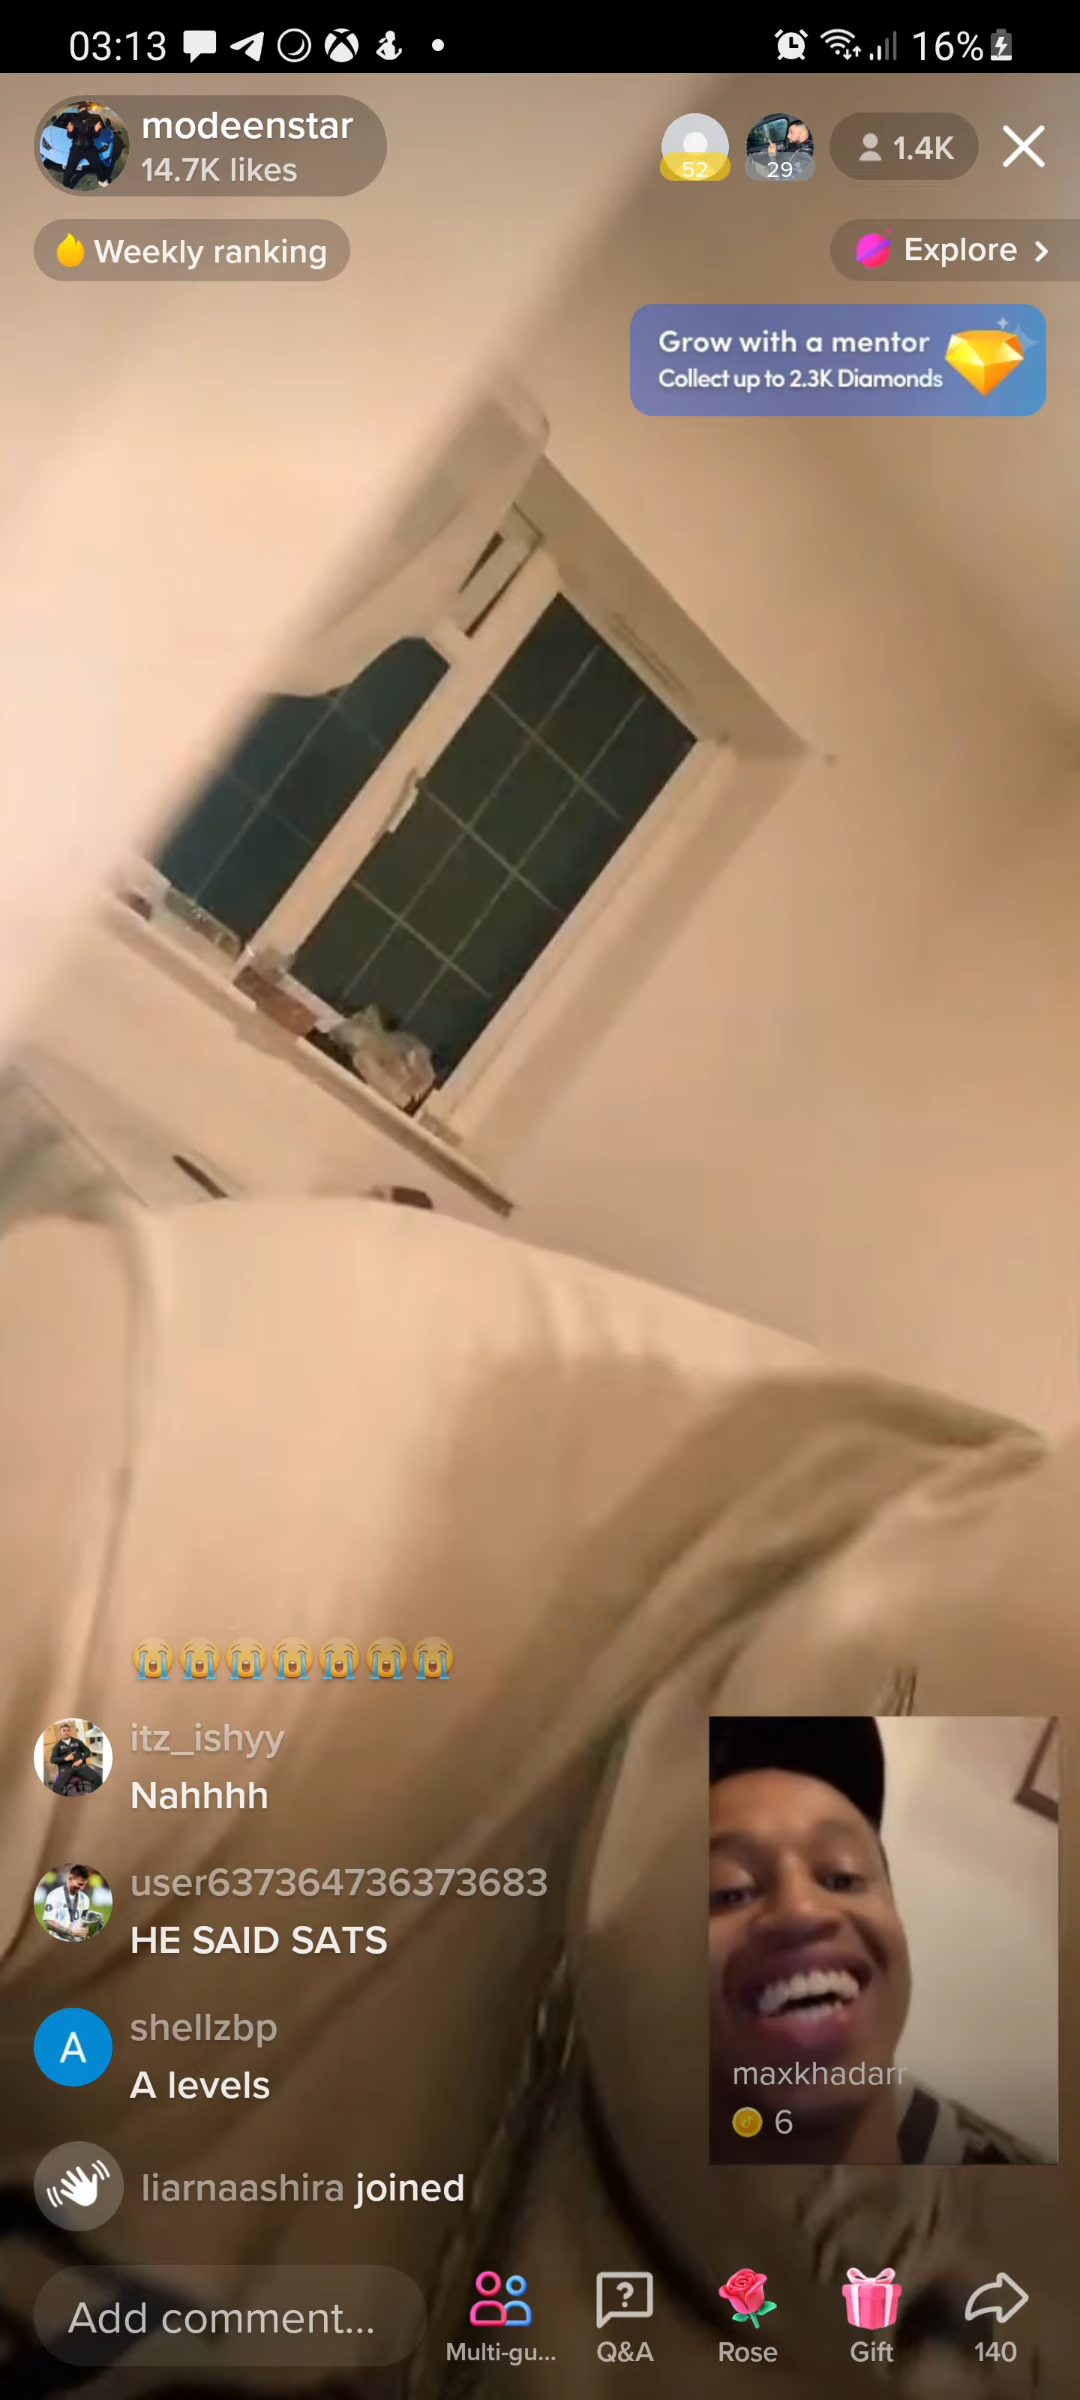 03:13
16%
modeenstar
14.7K likes
52
29
1.4K
Weekly ranking
Explore
Grow with a mentor
Collect up to 2.3K Diamonds
😭😭😭😭😭😭😭
itz_ishyy
Nahhhh
user637364736373683
HE SAID SATS
A
shellzbp
A levels
liarnaashira joined
maxkhadarr
6
Add comment...
Multi-gu...
Q&A
Rose
Gift
140